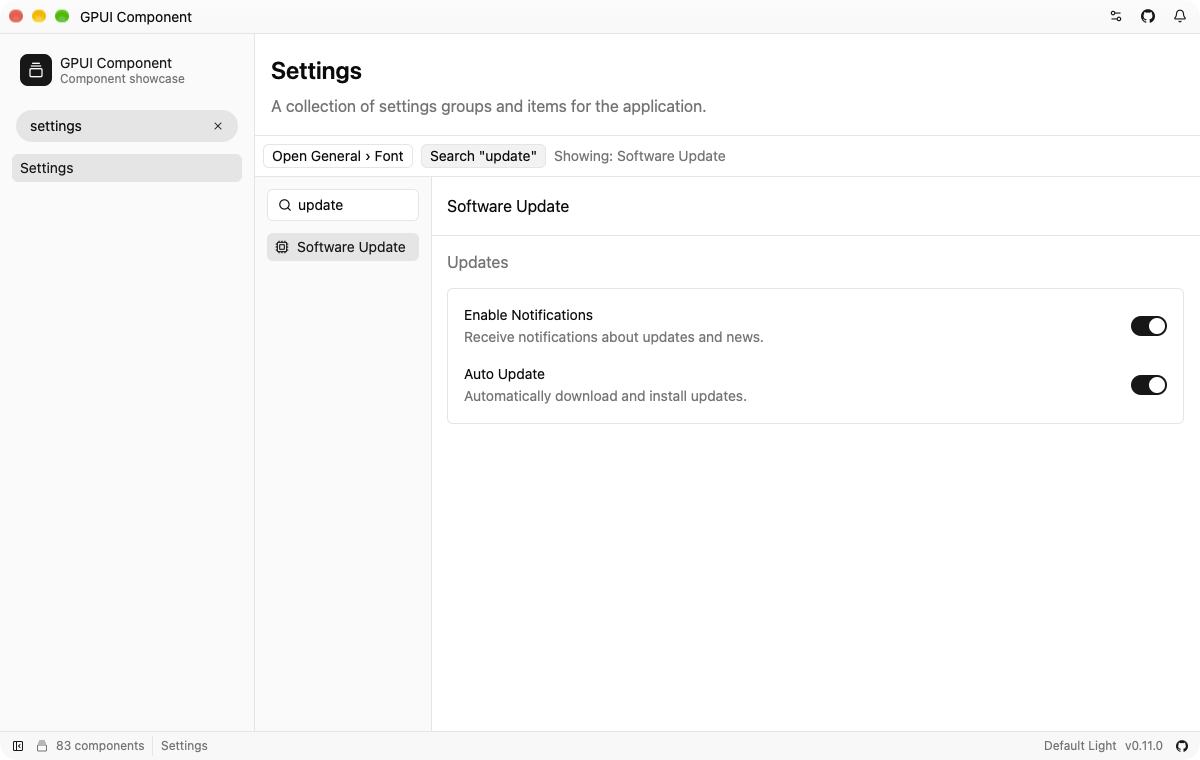 GPUI Component
GPUI Component
Component showcase
settings
Settings
Settings
A collection of settings groups and items for the application.
Open General › Font
Search "update"
Showing: Software Update
update
Software Update
Software Update
Updates
Enable Notifications
Receive notifications about updates and news.
Auto Update
Automatically download and install updates.
83 components
Settings
Default Light
v0.11.0